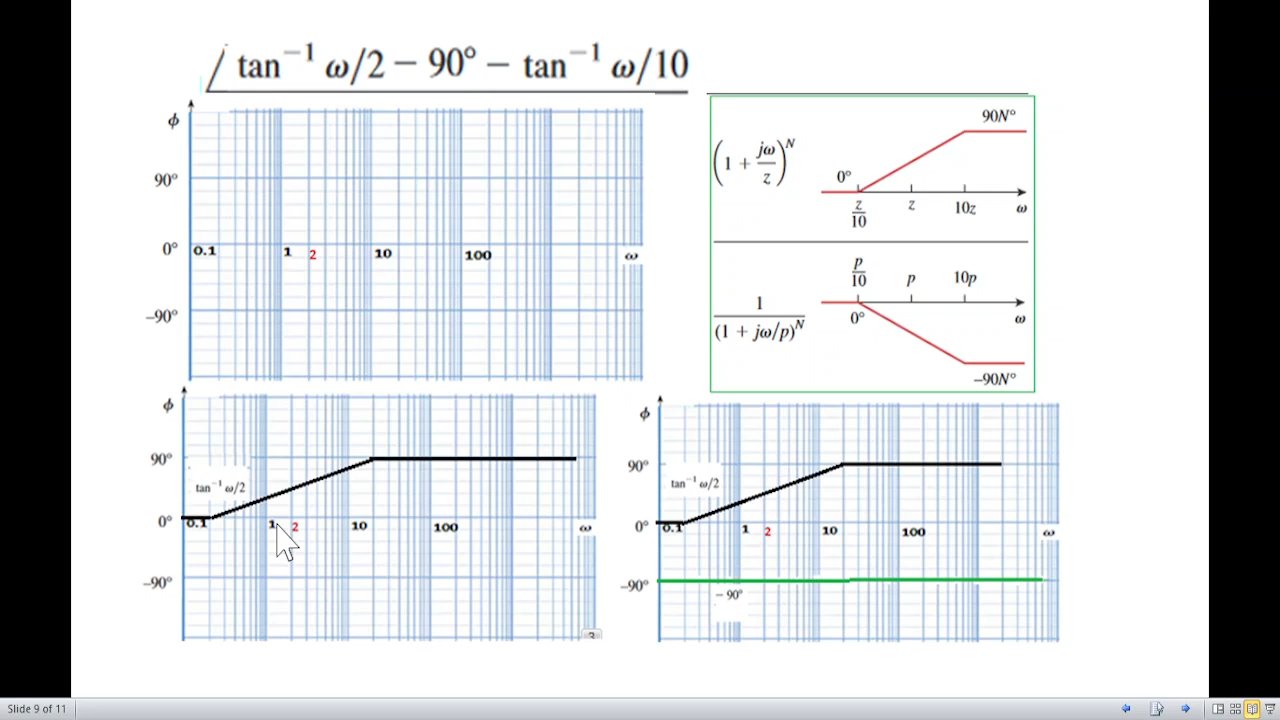 tan⁻¹ ω/2 − 90° − tan⁻¹ ω/10
ϕ
90°
0°
−90°
0.1 1 2 10 100 ω
(1 + jω/z)^N
90N°
0°
z/10 z 10z ω
1/(1 + jω/p)^N
p/10 p 10p
0° ω
−90N°
ϕ
90°
tan⁻¹ ω/2
0°
0.1 1 2 10 100 ω
−90°
3
ϕ
90°
tan⁻¹ ω/2
0°
0.1 1 2 10 100 ω
−90°
− 90°
Slide 9 of 11